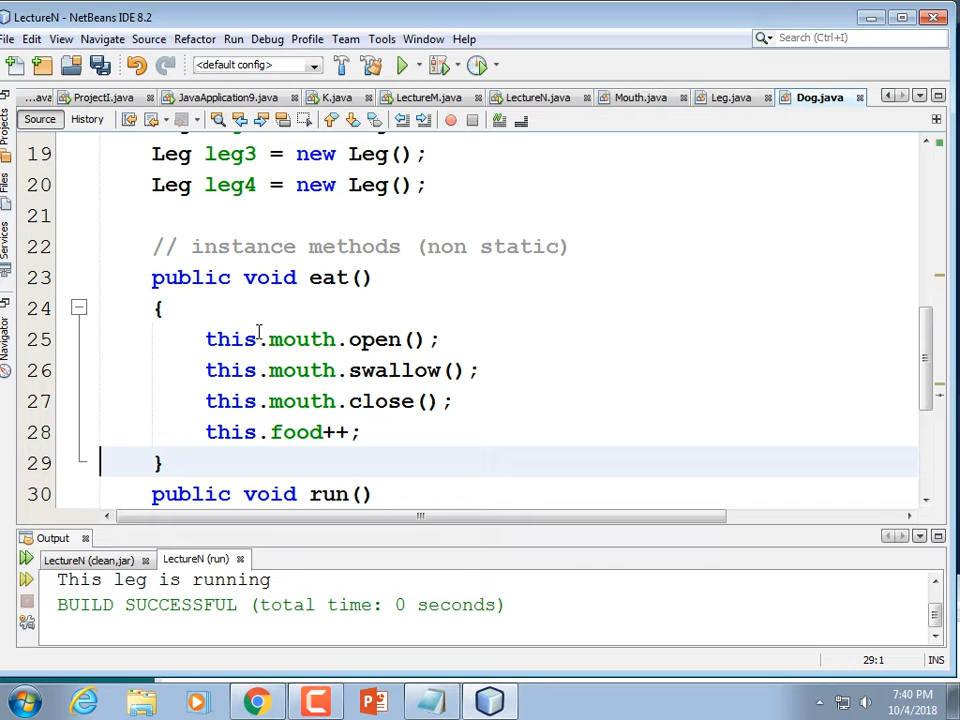 LectureN - NetBeans IDE 8.2
File Edit View Navigate Source Refactor Run Debug Profile Team Tools Window Help
Search (Ctrl+I)
<default config>
...ava ProjectI.java JavaApplication9.java K.java LectureM.java LectureN.java Mouth.java Leg.java Dog.java
Source History
19 Leg leg3 = new Leg();
20 Leg leg4 = new Leg();
21
22 // instance methods (non static)
23 public void eat()
24 {
25 this.mouth.open();
26 this.mouth.swallow();
27 this.mouth.close();
28 this.food++;
29 }
30 public void run()
Projects
Files
Services
Navigator
Output
LectureN (clean,jar) LectureN (run)
This leg is running
BUILD SUCCESSFUL (total time: 0 seconds)
29:1 INS
7:40 PM
10/4/2018